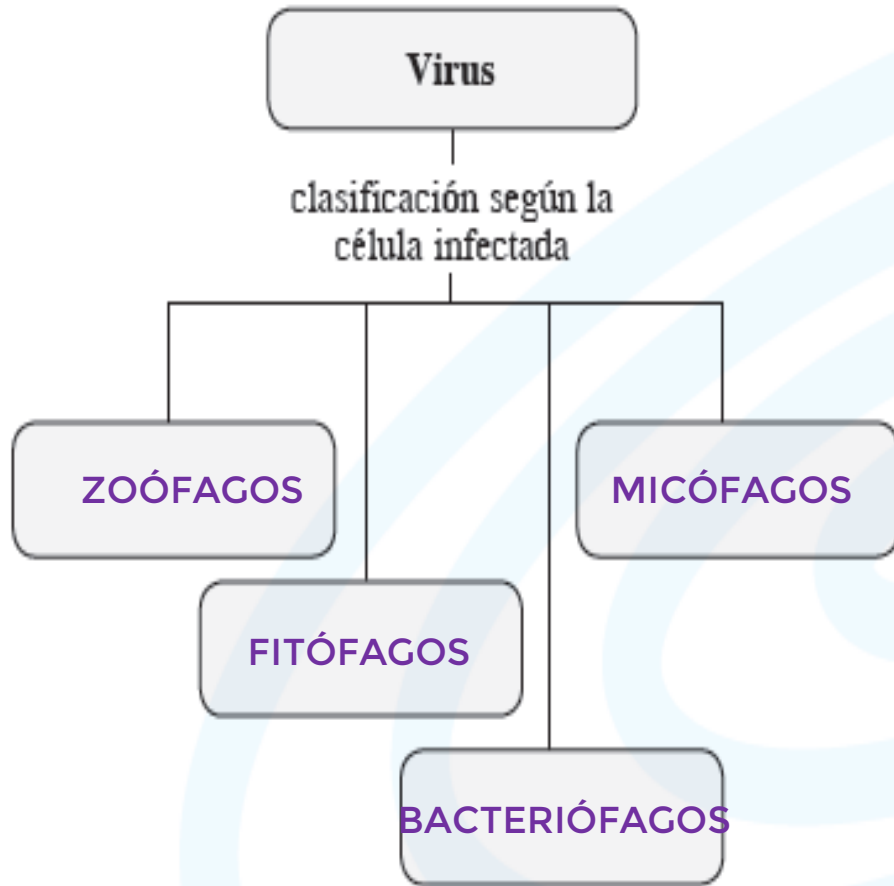 Virus
clasificación según la
célula infectada
ZOÓFAGOS
MICÓFAGOS
FITÓFAGOS
BACTERIÓFAGOS